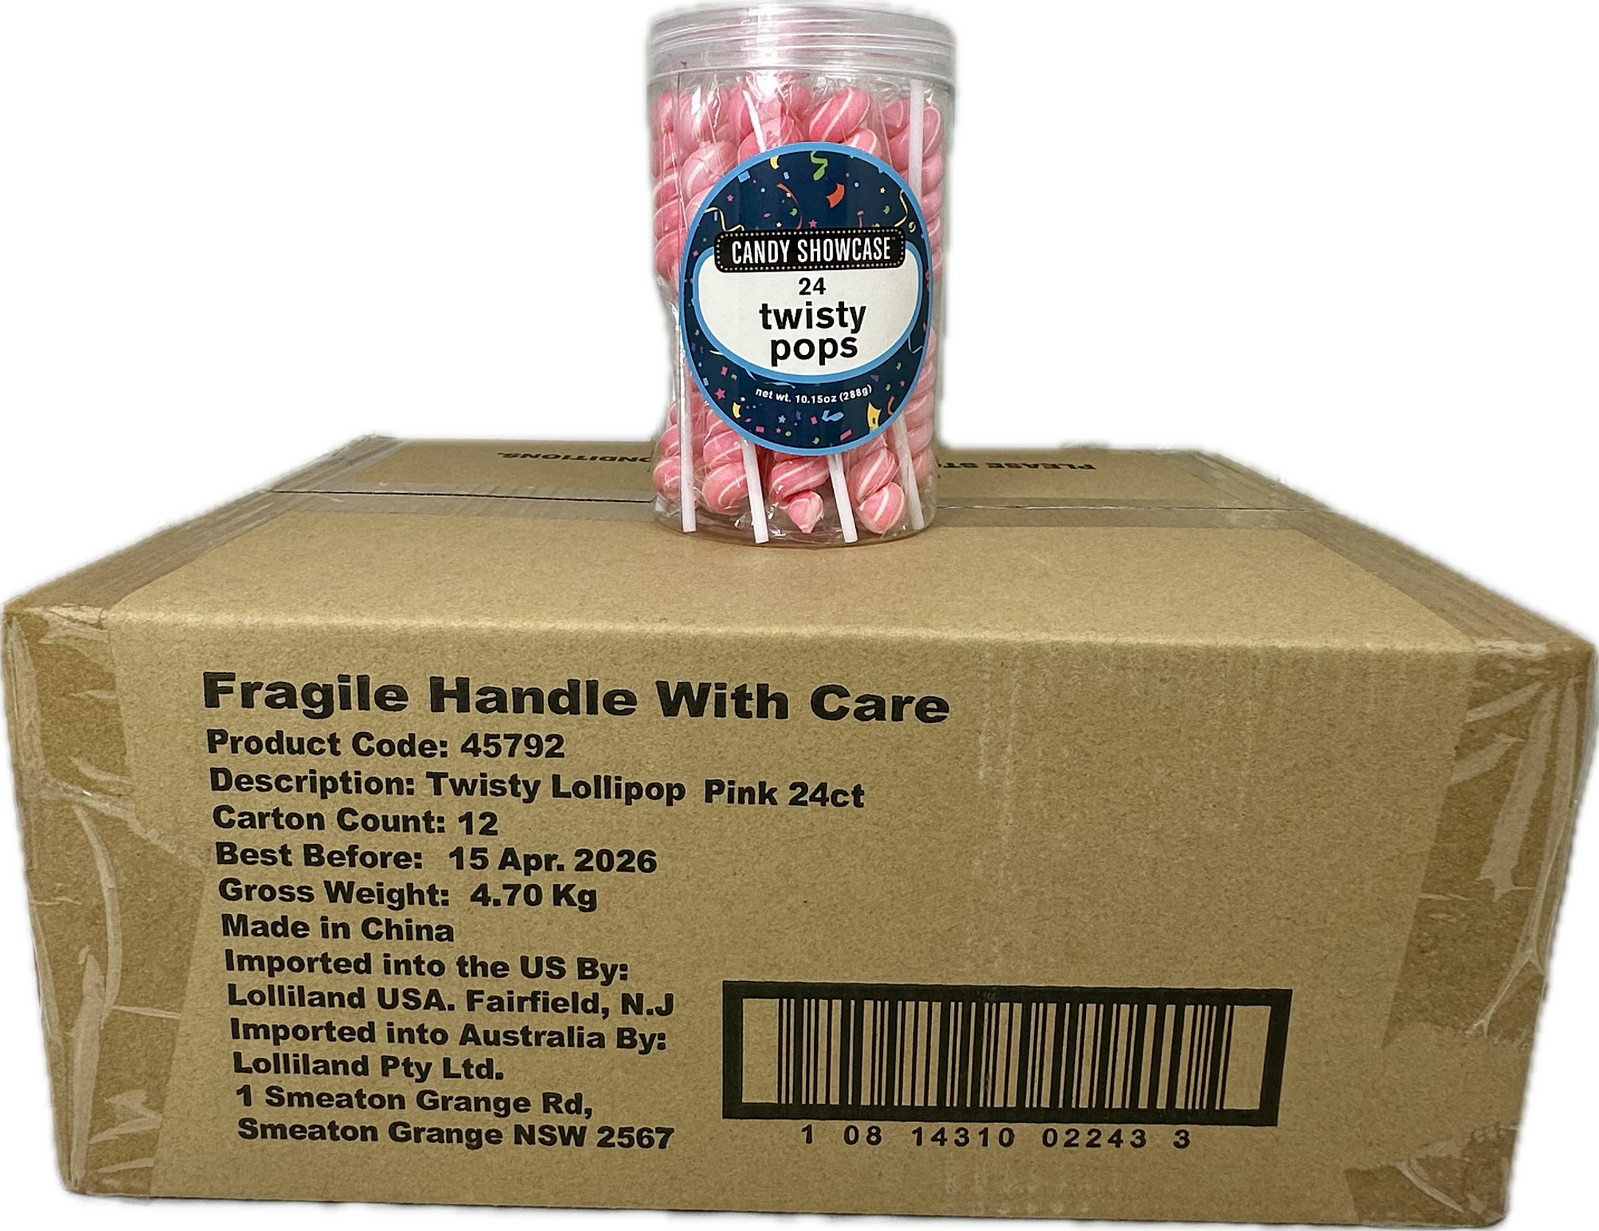 CANDY SHOWCASE
24
twisty
pops
net wt. 10.15oz (288g)
ONDITIONS.
PLEASE ST
Fragile Handle With Care
Product Code: 45792
Description: Twisty Lollipop Pink 24ct
Carton Count: 12
Best Before: 15 Apr. 2026
Gross Weight: 4.70 Kg
Made in China
Imported into the US By:
Lolliland USA. Fairfield, N.J
Imported into Australia By:
Lolliland Pty Ltd.
1 Smeaton Grange Rd,
Smeaton Grange NSW 2567
1 08 14310 02243 3